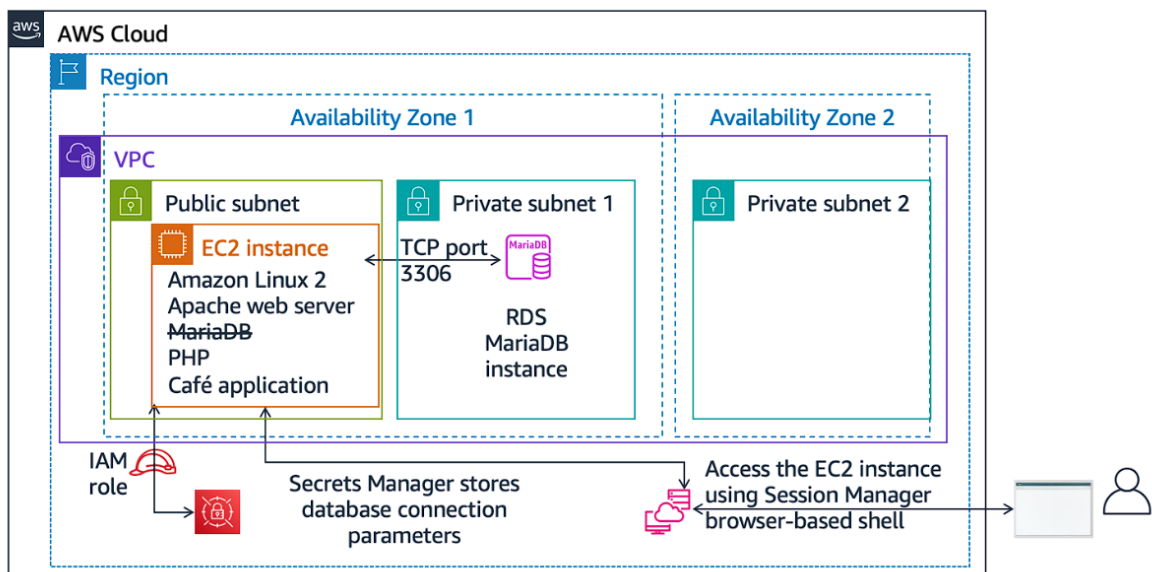 aws
AWS Cloud
Region
Availability Zone 1
Availability Zone 2
VPC
Public subnet
Private subnet 1
Private subnet 2
EC2 instance
Amazon Linux 2
Apache web server
MariaDB
PHP
Café application
TCP port
3306
MariaDB
RDS
MariaDB
instance
IAM
role
Secrets Manager stores
database connection
parameters
Access the EC2 instance
using Session Manager
browser-based shell